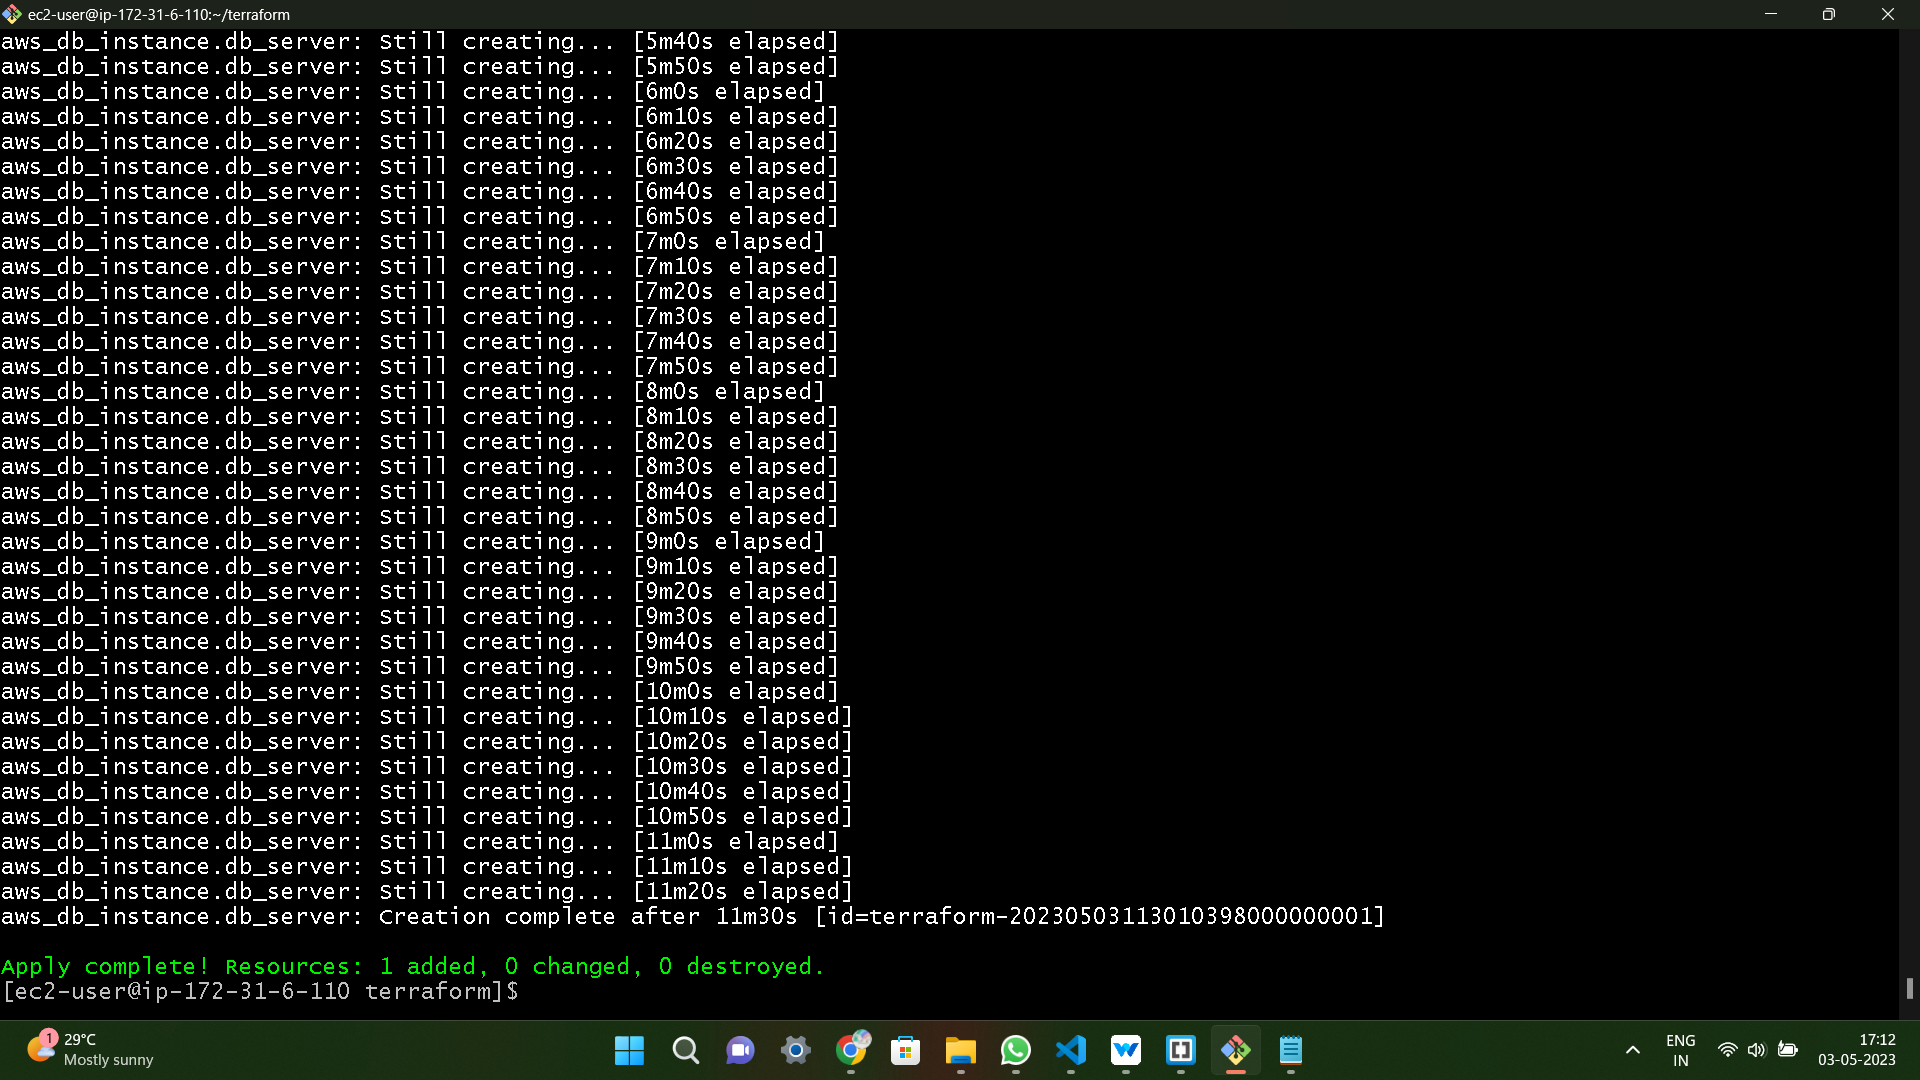 ec2-user@ip-172-31-6-110:~/terraform
aws_db_instance.db_server: Still creating... [5m40s elapsed]
aws_db_instance.db_server: Still creating... [5m50s elapsed]
aws_db_instance.db_server: Still creating... [6m0s elapsed]
aws_db_instance.db_server: Still creating... [6m10s elapsed]
aws_db_instance.db_server: Still creating... [6m20s elapsed]
aws_db_instance.db_server: Still creating... [6m30s elapsed]
aws_db_instance.db_server: Still creating... [6m40s elapsed]
aws_db_instance.db_server: Still creating... [6m50s elapsed]
aws_db_instance.db_server: Still creating... [7m0s elapsed]
aws_db_instance.db_server: Still creating... [7m10s elapsed]
aws_db_instance.db_server: Still creating... [7m20s elapsed]
aws_db_instance.db_server: Still creating... [7m30s elapsed]
aws_db_instance.db_server: Still creating... [7m40s elapsed]
aws_db_instance.db_server: Still creating... [7m50s elapsed]
aws_db_instance.db_server: Still creating... [8m0s elapsed]
aws_db_instance.db_server: Still creating... [8m10s elapsed]
aws_db_instance.db_server: Still creating... [8m20s elapsed]
aws_db_instance.db_server: Still creating... [8m30s elapsed]
aws_db_instance.db_server: Still creating... [8m40s elapsed]
aws_db_instance.db_server: Still creating... [8m50s elapsed]
aws_db_instance.db_server: Still creating... [9m0s elapsed]
aws_db_instance.db_server: Still creating... [9m10s elapsed]
aws_db_instance.db_server: Still creating... [9m20s elapsed]
aws_db_instance.db_server: Still creating... [9m30s elapsed]
aws_db_instance.db_server: Still creating... [9m40s elapsed]
aws_db_instance.db_server: Still creating... [9m50s elapsed]
aws_db_instance.db_server: Still creating... [10m0s elapsed]
aws_db_instance.db_server: Still creating... [10m10s elapsed]
aws_db_instance.db_server: Still creating... [10m20s elapsed]
aws_db_instance.db_server: Still creating... [10m30s elapsed]
aws_db_instance.db_server: Still creating... [10m40s elapsed]
aws_db_instance.db_server: Still creating... [10m50s elapsed]
aws_db_instance.db_server: Still creating... [11m0s elapsed]
aws_db_instance.db_server: Still creating... [11m10s elapsed]
aws_db_instance.db_server: Still creating... [11m20s elapsed]
aws_db_instance.db_server: Creation complete after 11m30s [id=terraform-20230503113010398000000001]
Apply complete! Resources: 1 added, 0 changed, 0 destroyed.
[ec2-user@ip-172-31-6-110 terraform]$
1
29°C
Mostly sunny
ENG
IN
17:12
03-05-2023